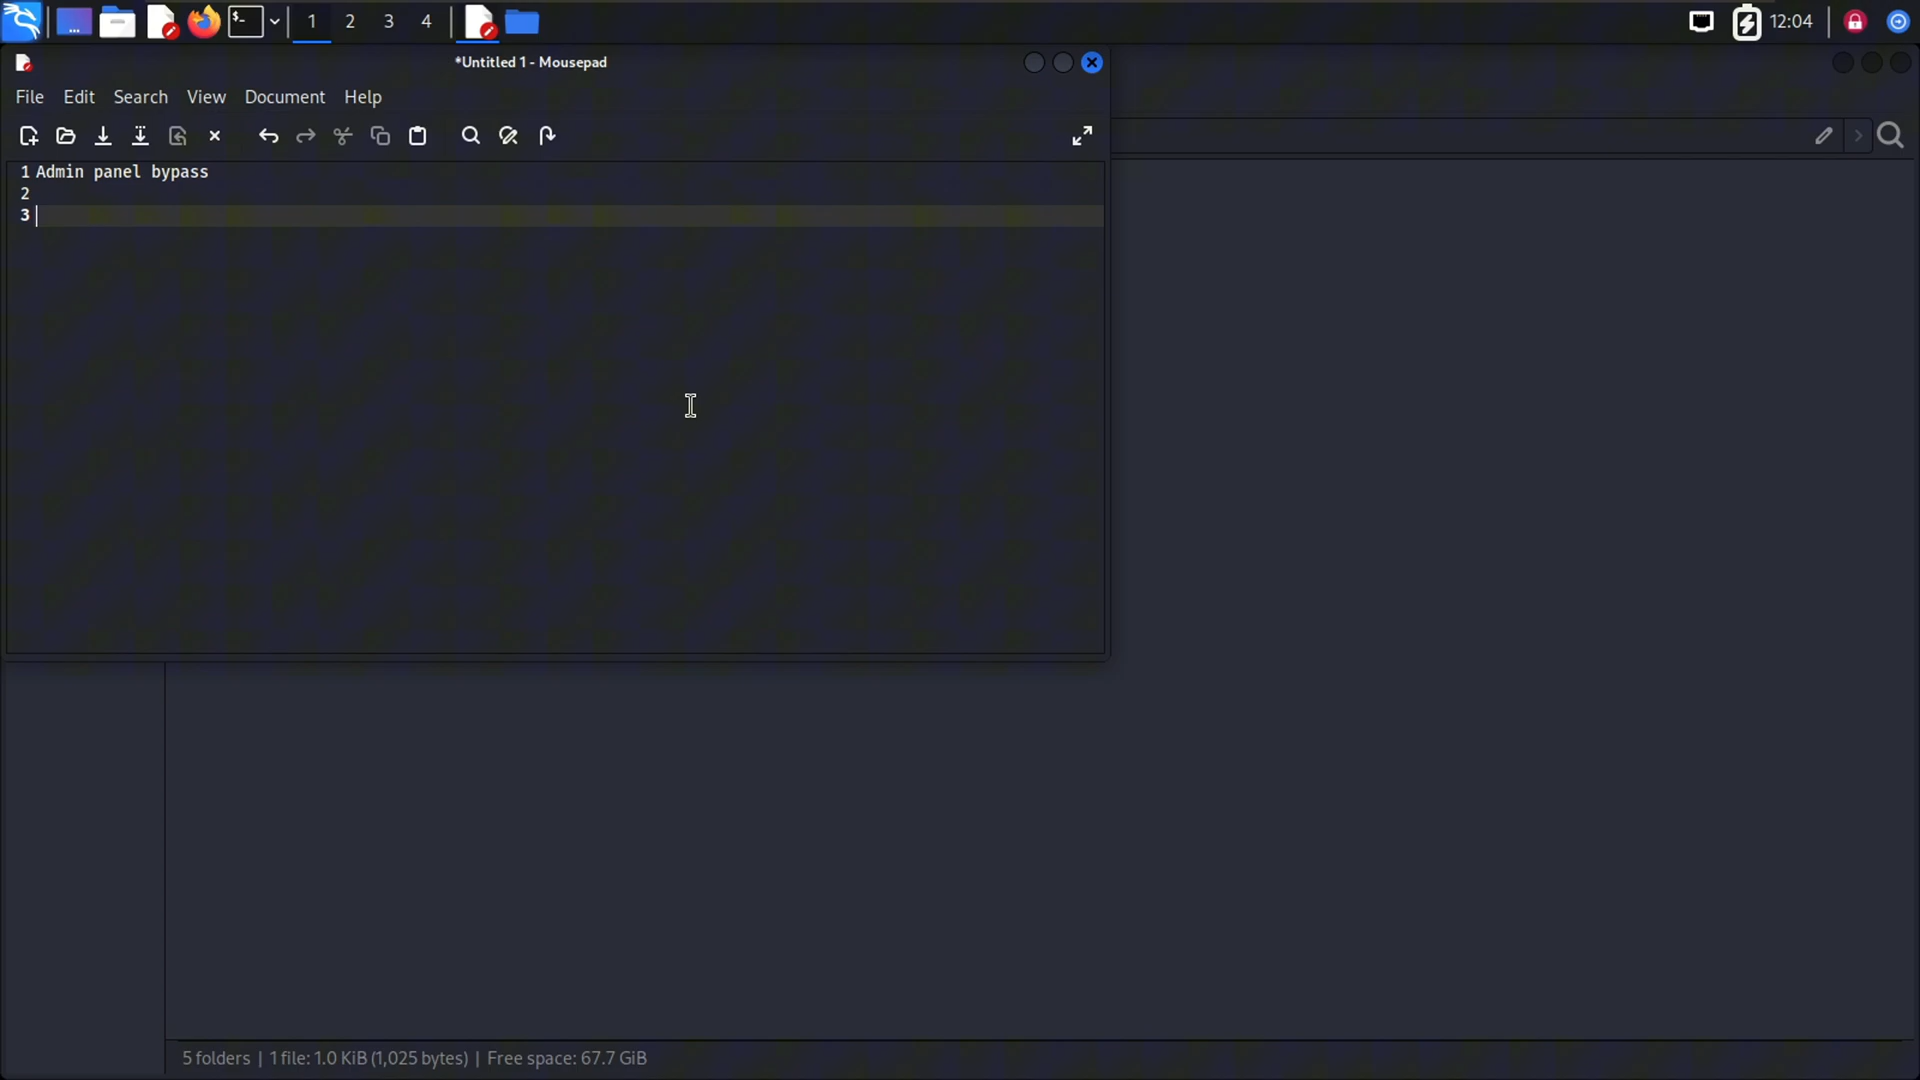 1 2 3 4 12:04
*Untitled 1 - Mousepad
File Edit Search View Document Help
1 Admin panel bypass
2
3
5 folders | 1 file: 1.0 KiB (1,025 bytes) | Free space: 67.7 GiB